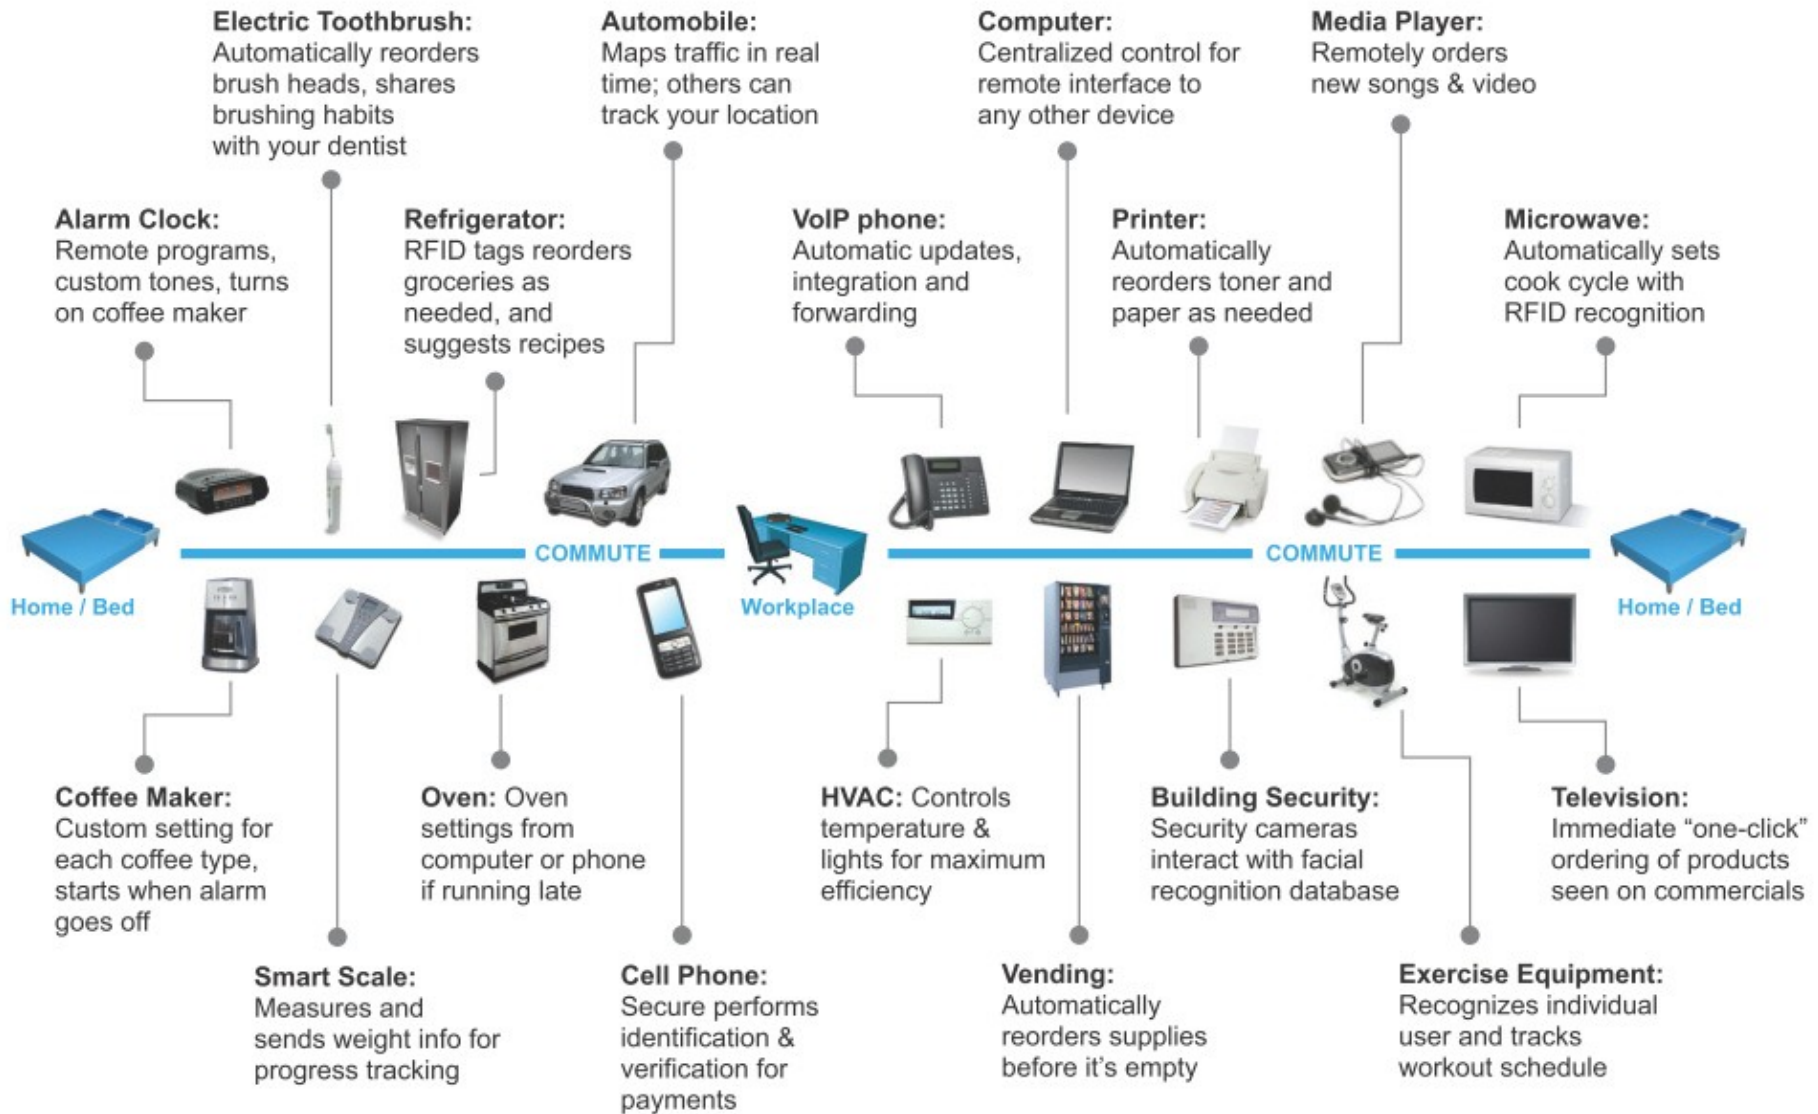 Electric Toothbrush:
Automatically reorders
brush heads, shares
brushing habits
with your dentist
Automobile:
Maps traffic in real
time; others can
track your location
Computer:
Centralized control for
remote interface to
any other device
Media Player:
Remotely orders
new songs & video
Alarm Clock:
Remote programs,
custom tones, turns
on coffee maker
Refrigerator:
RFID tags reorders
groceries as
needed, and
suggests recipes
VoIP phone:
Automatic updates,
integration and
forwarding
Printer:
Automatically
reorders toner and
paper as needed
Microwave:
Automatically sets
cook cycle with
RFID recognition
COMMUTE
COMMUTE
Home / Bed
Workplace
Home / Bed
Coffee Maker:
Custom setting for
each coffee type,
starts when alarm
goes off
Oven: Oven
settings from
computer or phone
if running late
HVAC: Controls
temperature &
lights for maximum
efficiency
Building Security:
Security cameras
interact with facial
recognition database
Television:
Immediate “one-click”
ordering of products
seen on commercials
Smart Scale:
Measures and
sends weight info for
progress tracking
Cell Phone:
Secure performs
identification &
verification for
payments
Vending:
Automatically
reorders supplies
before it’s empty
Exercise Equipment:
Recognizes individual
user and tracks
workout schedule